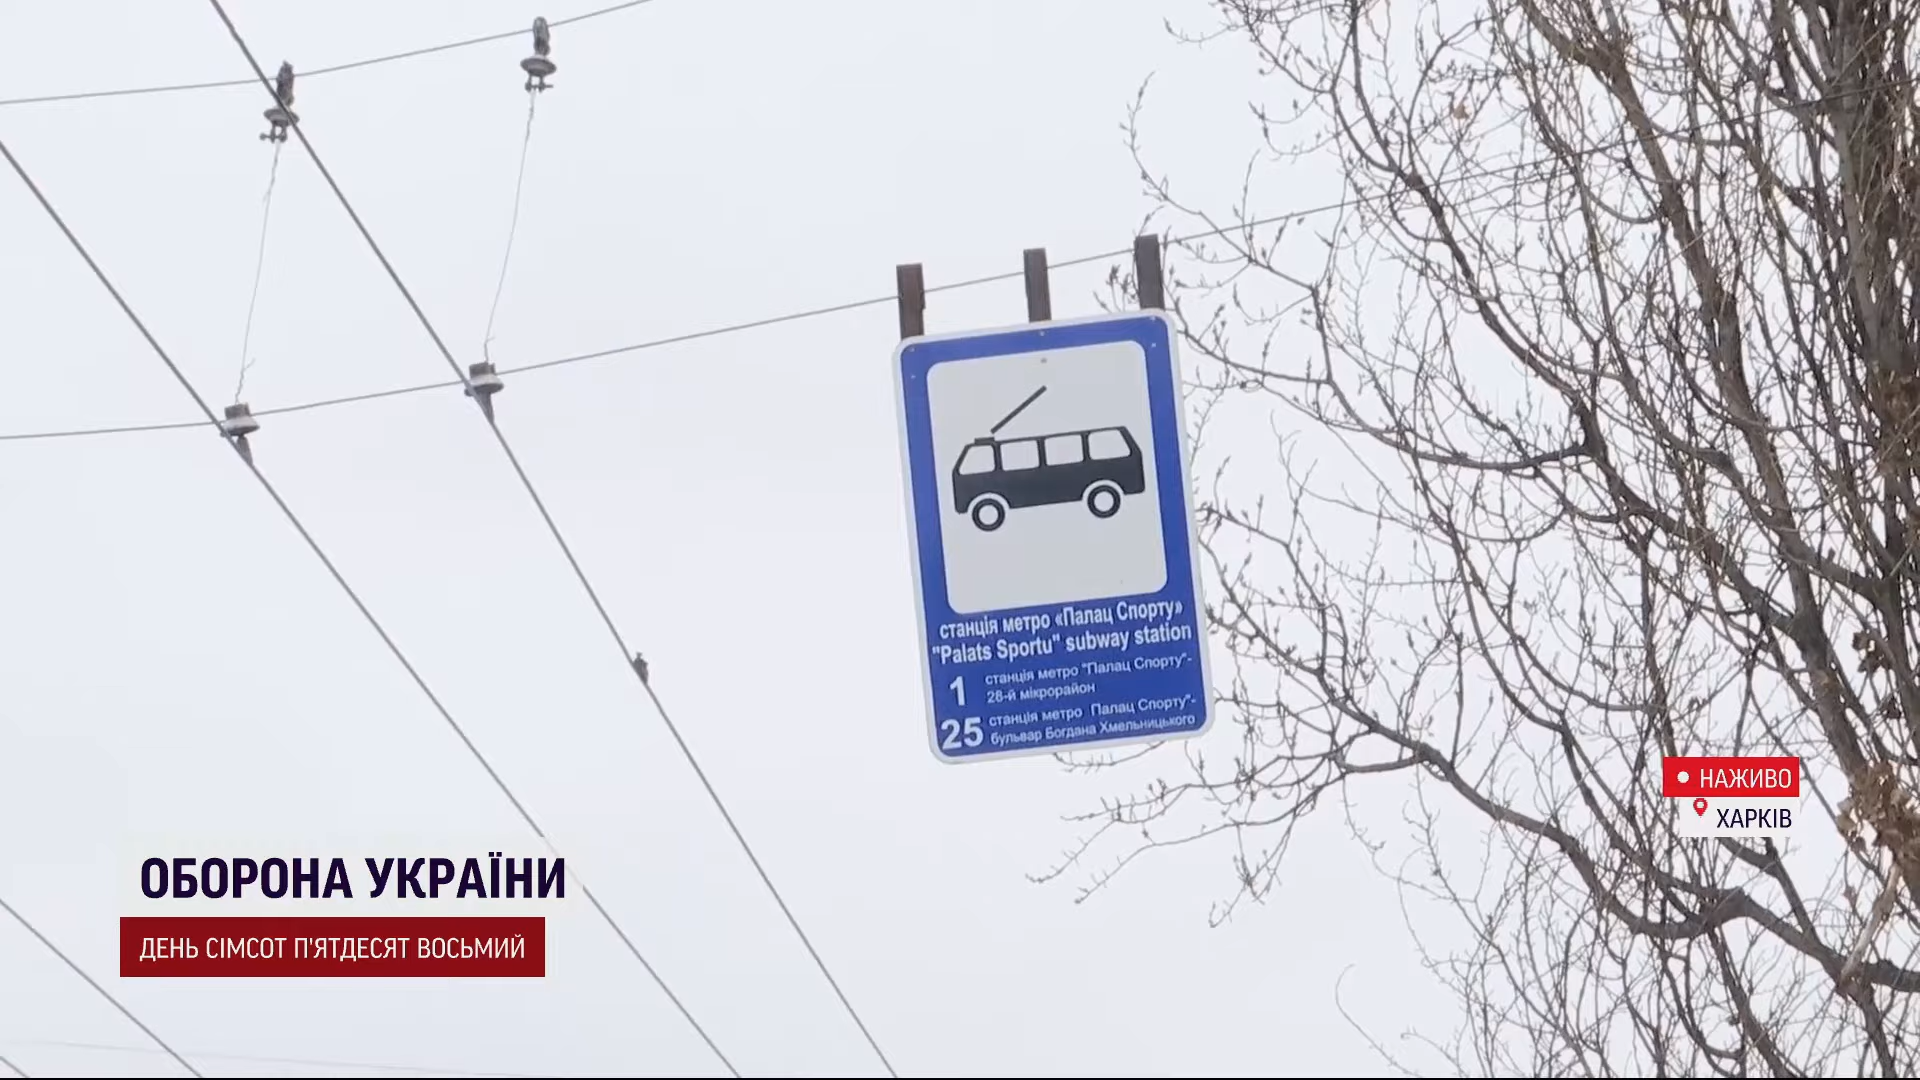 станція метро «Палац Спорту»
"Palats Sportu" subway station
1 станція метро "Палац Спорту"-
28-й мікрорайон
25 станція метро Палац Спорту"-
бульвар Богдана Хмельницького
НАЖИВО
ХАРКІВ
ОБОРОНА УКРАЇНИ
ДЕНЬ СІМСОТ П'ЯТДЕСЯТ ВОСЬМИЙ